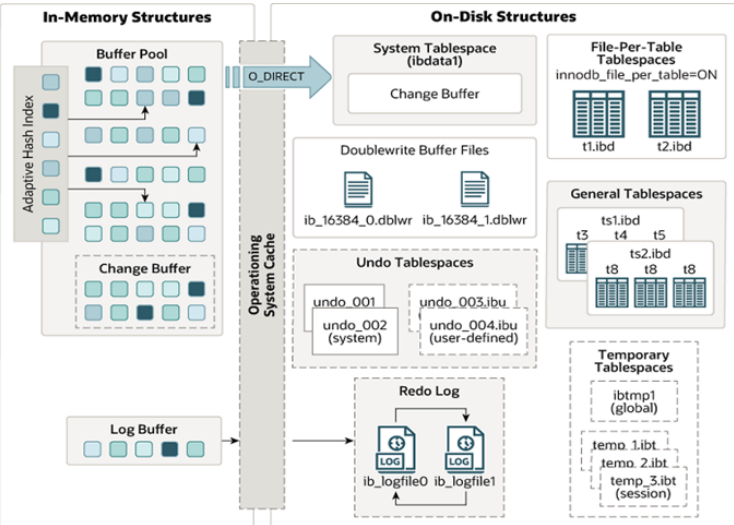 In-Memory Structures
Buffer Pool
Adaptive Hash Index
Change Buffer
Log Buffer
Operationing
System Cache
O_DIRECT
On-Disk Structures
System Tablespace
(ibdata1)
Change Buffer
Doublewrite Buffer Files
ib_16384_0.dblwr
ib_16384_1.dblwr
Undo Tablespaces
undo_001
undo_002
(system)
undo_003.ibu
undo_004.ibu
(user-defined)
Redo Log
LOG
LOG
ib_logfile0
ib_logfile1
File-Per-Table
Tablespaces
innodb_file_per_table=ON
t1.ibd
t2.ibd
General Tablespaces
ts1.ibd
t3 t4 t5
ts2.ibd
t8 t8 t8
Temporary
Tablespaces
ibtmp1
(global)
temp_1.ibt
temp_2.ibt
temp_3.ibt
(session)